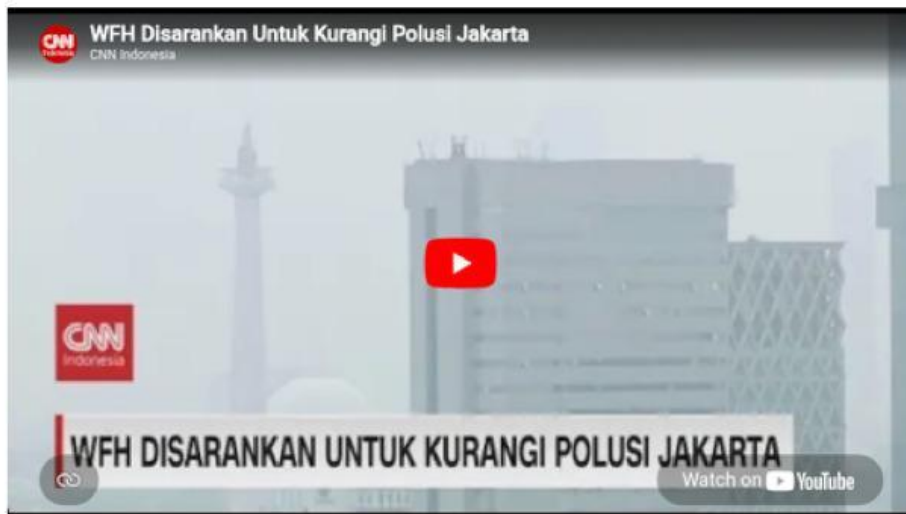 CNN
Indonesia
WFH Disarankan Untuk Kurangi Polusi Jakarta
CNN Indonesia
CNN
Indonesia
WFH DISARANKAN UNTUK KURANGI POLUSI JAKARTA
Watch on YouTube